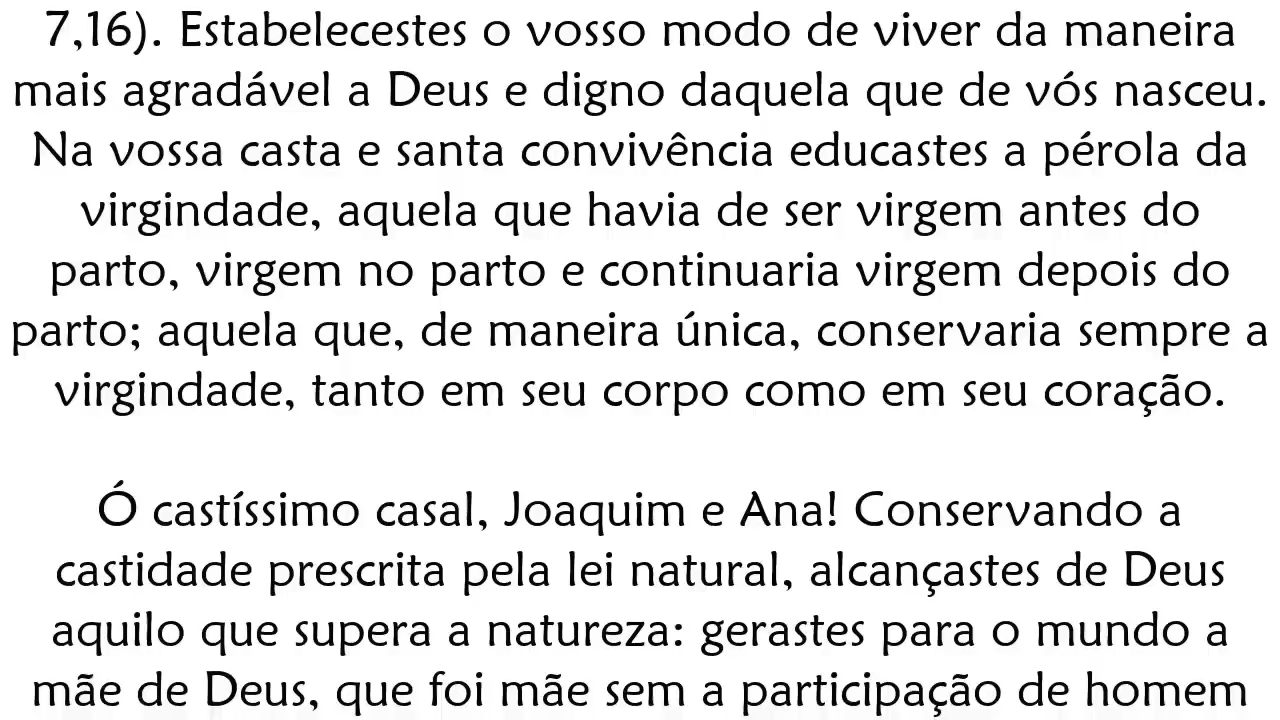 7,16). Estabelecestes o vosso modo de viver da maneira
mais agradável a Deus e digno daquela que de vós nasceu.
Na vossa casta e santa convivência educastes a pérola da
virgindade, aquela que havia de ser virgem antes do
parto, virgem no parto e continuaria virgem depois do
parto; aquela que, de maneira única, conservaria sempre a
virgindade, tanto em seu corpo como em seu coração.
Ó castíssimo casal, Joaquim e Ana! Conservando a
castidade prescrita pela lei natural, alcançastes de Deus
aquilo que supera a natureza: gerastes para o mundo a
mãe de Deus, que foi mãe sem a participação de homem